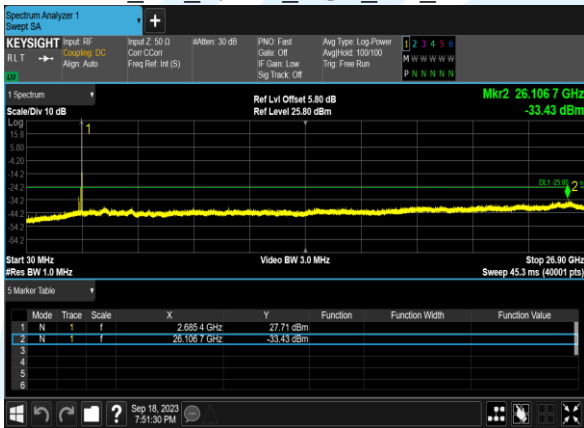 Spectrum Analyzer 1
Swept SA
+
KEYSIGHT Input: RF Input Z: 50 Ω #Atten: 30 dB PNO: Fast Avg Type: Log-Power 1 2 3 4 5 6
RLT Coupling: DC Corr CCorr Gate: Off Avg|Hold: 100/100 M W W W W W
Align: Auto Freq Ref: Int (S) IF Gain: Low Trig: Free Run
Sig Track: Off P N N N N N
1 Spectrum Ref Lvl Offset 5.80 dB Mkr2 26.106 7 GHz
Scale/Div 10 dB Ref Level 25.80 dBm -33.43 dBm
Log
15.8
5.80
-4.20
-14.2
-24.2
-34.2
-44.2
-54.2
-64.2
1
DL1 -25.00
2
Start 30 MHz Video BW 3.0 MHz Stop 26.90 GHz
#Res BW 1.0 MHz Sweep 45.3 ms (40001 pts)
5 Marker Table
Mode Trace Scale X Y Function Function Width Function Value
1 N 1 f 2.685 4 GHz 27.71 dBm
2 N 1 f 26.106 7 GHz -33.43 dBm
3
4
5
6
? Sep 18, 2023
7:51:30 PM